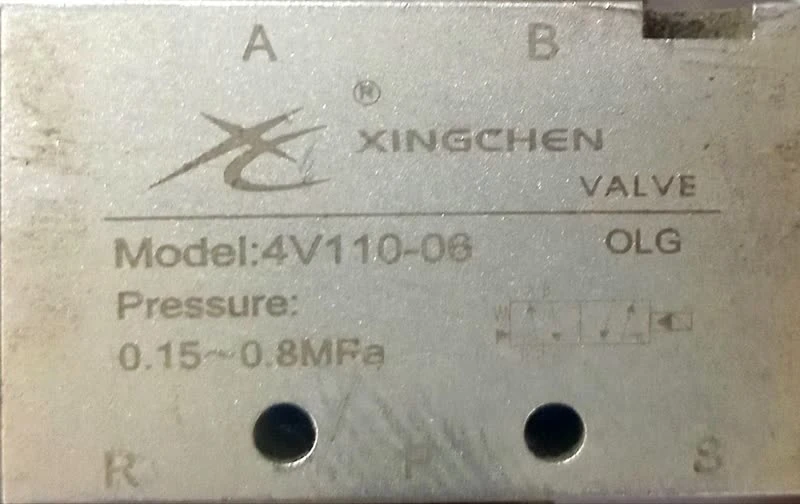 A B
®
XINGCHEN
VALVE
Model:4V110-06 OLG
Pressure:
0.15~0.8MPa
R P S